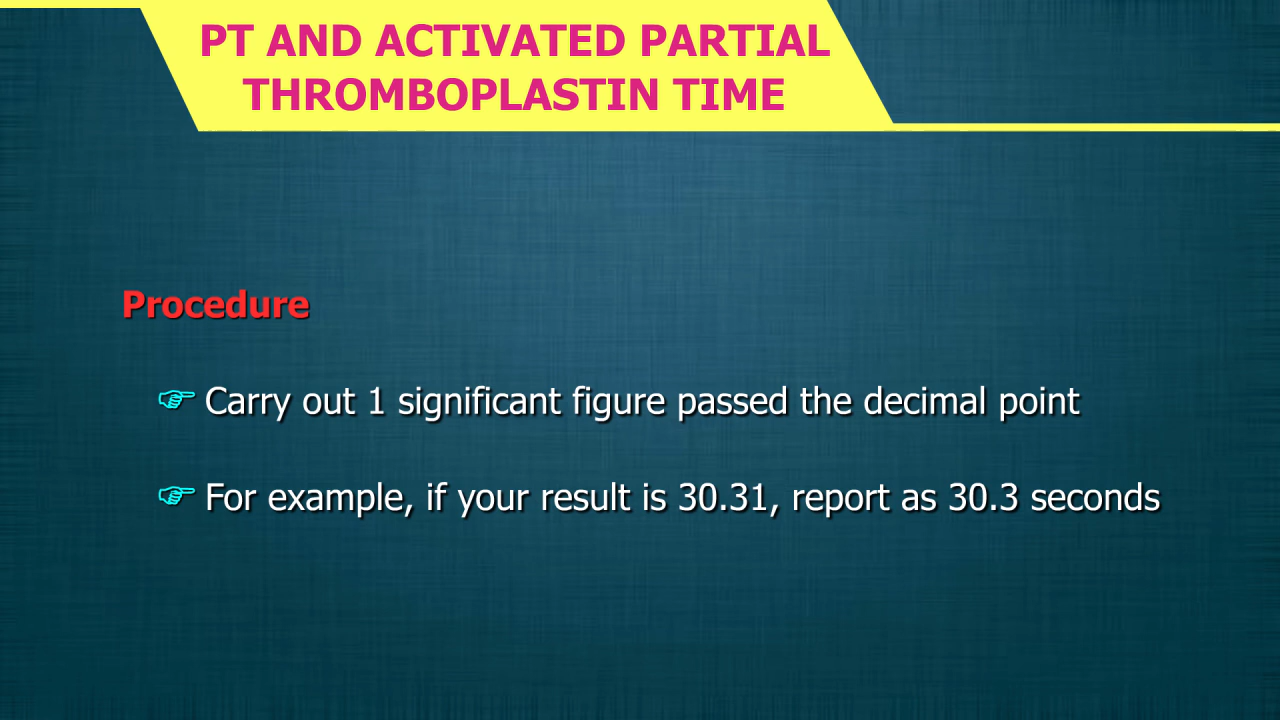 PT AND ACTIVATED PARTIAL
THROMBOPLASTIN TIME
Procedure
Carry out 1 significant figure passed the decimal point
For example, if your result is 30.31, report as 30.3 seconds